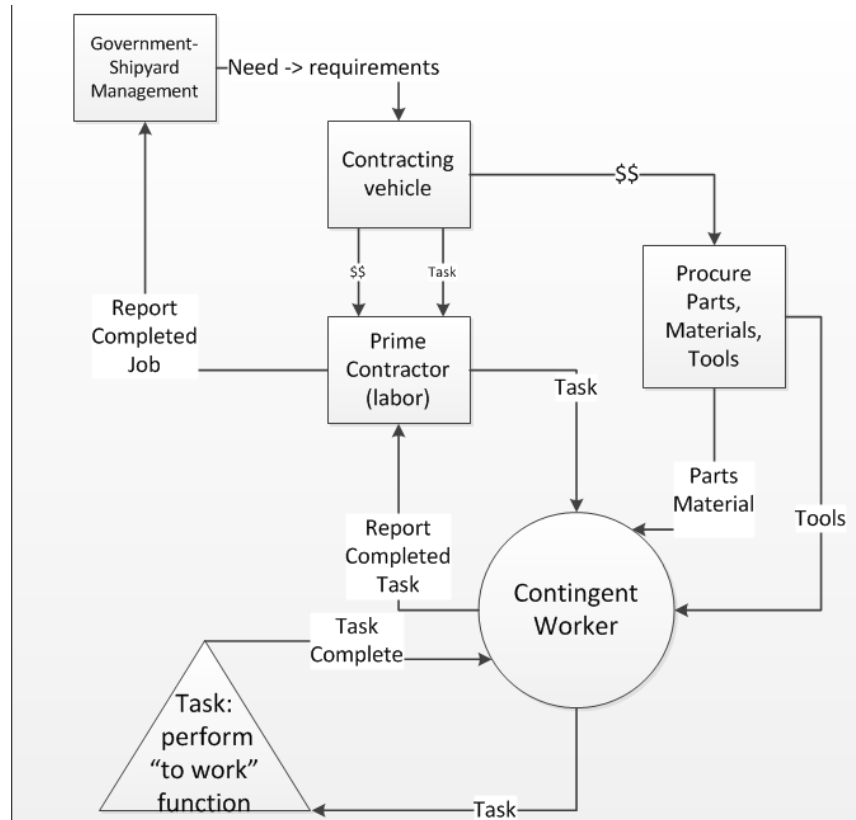 Government-
Shipyard
Management
Need -> requirements
Contracting
vehicle
$$
$$
Task
Procure
Parts,
Materials,
Tools
Report
Completed
Job
Prime
Contractor
(labor)
Task
Parts
Material
Tools
Report
Completed
Task
Contingent
Worker
Task
Complete
Task:
perform
“to work”
function
Task